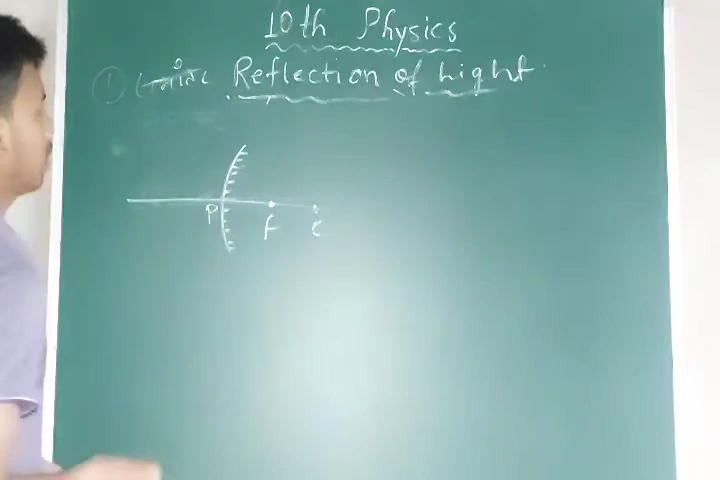 10th Physics
① Reflection of Light
P F C